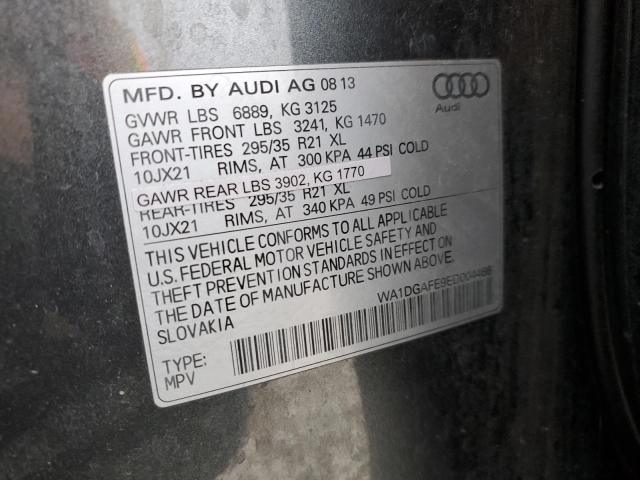 MFD. BY AUDI AG 08 13
Audi
GVWR LBS 6889, KG 3125
GAWR FRONT LBS 3241, KG 1470
FRONT-TIRES 295/35 R21 XL
10JX21 RIMS, AT 300 KPA 44 PSI COLD
GAWR REAR LBS 3902, KG 1770
REAR-TIRES 295/35 R21 XL
10JX21 RIMS, AT 340 KPA 49 PSI COLD
THIS VEHICLE CONFORMS TO ALL APPLICABLE
U.S. FEDERAL MOTOR VEHICLE SAFETY AND
THEFT PREVENTION STANDARDS IN EFFECT ON
THE DATE OF MANUFACTURE SHOWN ABOVE.
SLOVAKIA
WA1DGAFE9ED004466
TYPE:
MPV